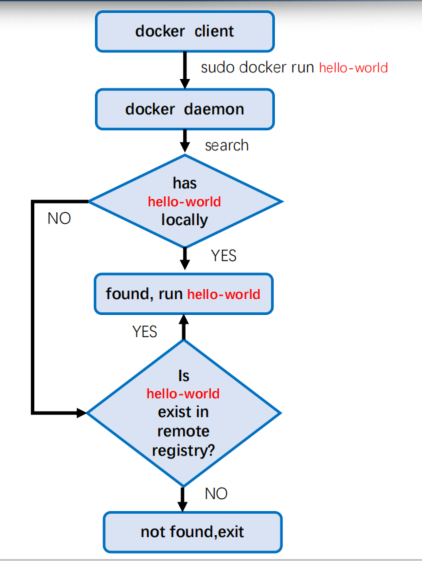 docker client
sudo docker run hello-world
docker daemon
search
has
hello-world
locally
NO
YES
found, run hello-world
YES
Is
hello-world
exist in
remote
registry?
NO
not found,exit